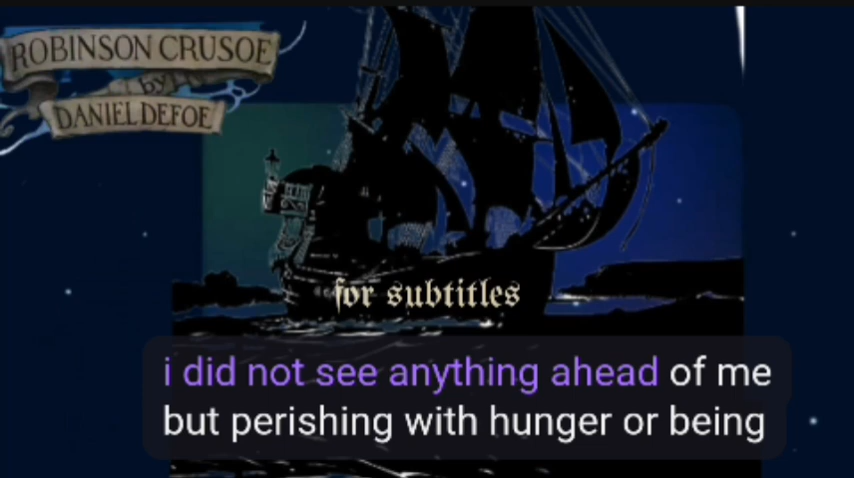 ROBINSON CRUSOE
by
DANIEL DEFOE
for subtitles
i did not see anything ahead of me
but perishing with hunger or being